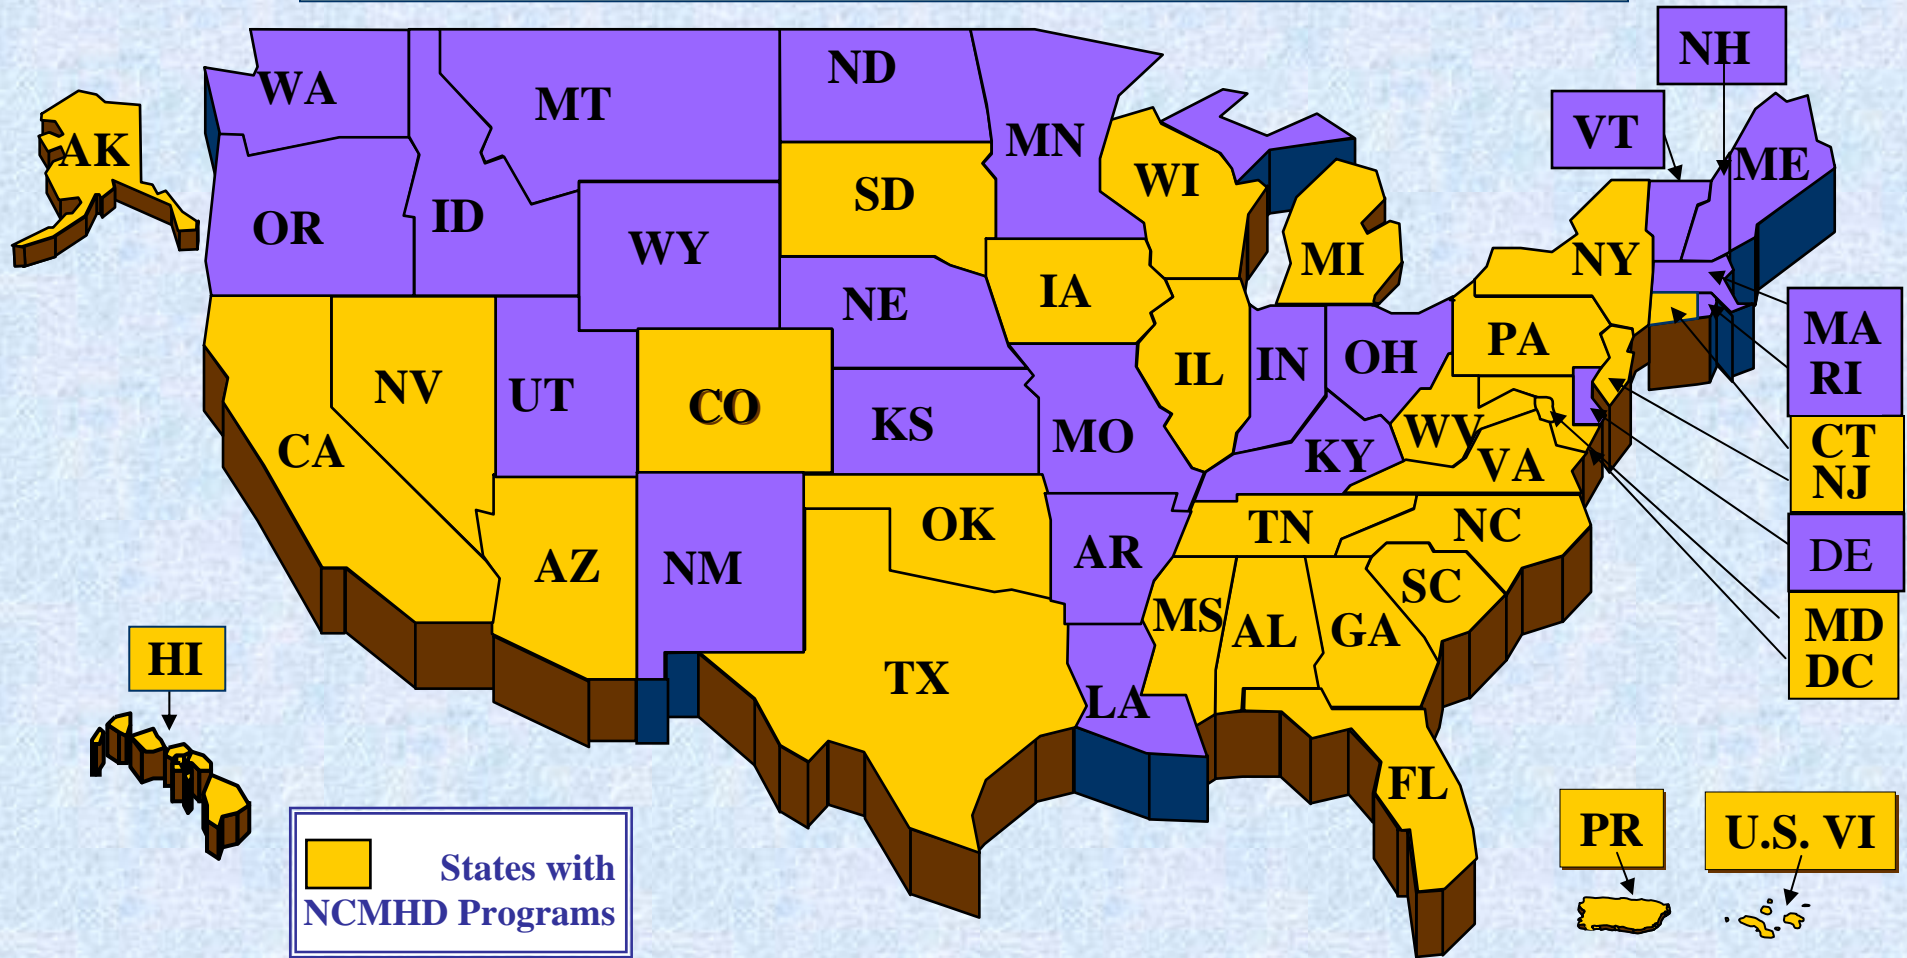 NH
WA
ND
MT
VT
MN
AK
ME
WI
SD
ID
OR
WY
NY
MI
IA
NE
MA
PA
OH
IN
IL
RI
NV
UT
CO
KS
MO
WV
CT
CA
KY
VA
NJ
OK
TN
NC
AR
DE
AZ
NM
SC
MS
AL
GA
MD
HI
DC
TX
LA
FL
PR
U.S. VI
States with
NCMHD Programs